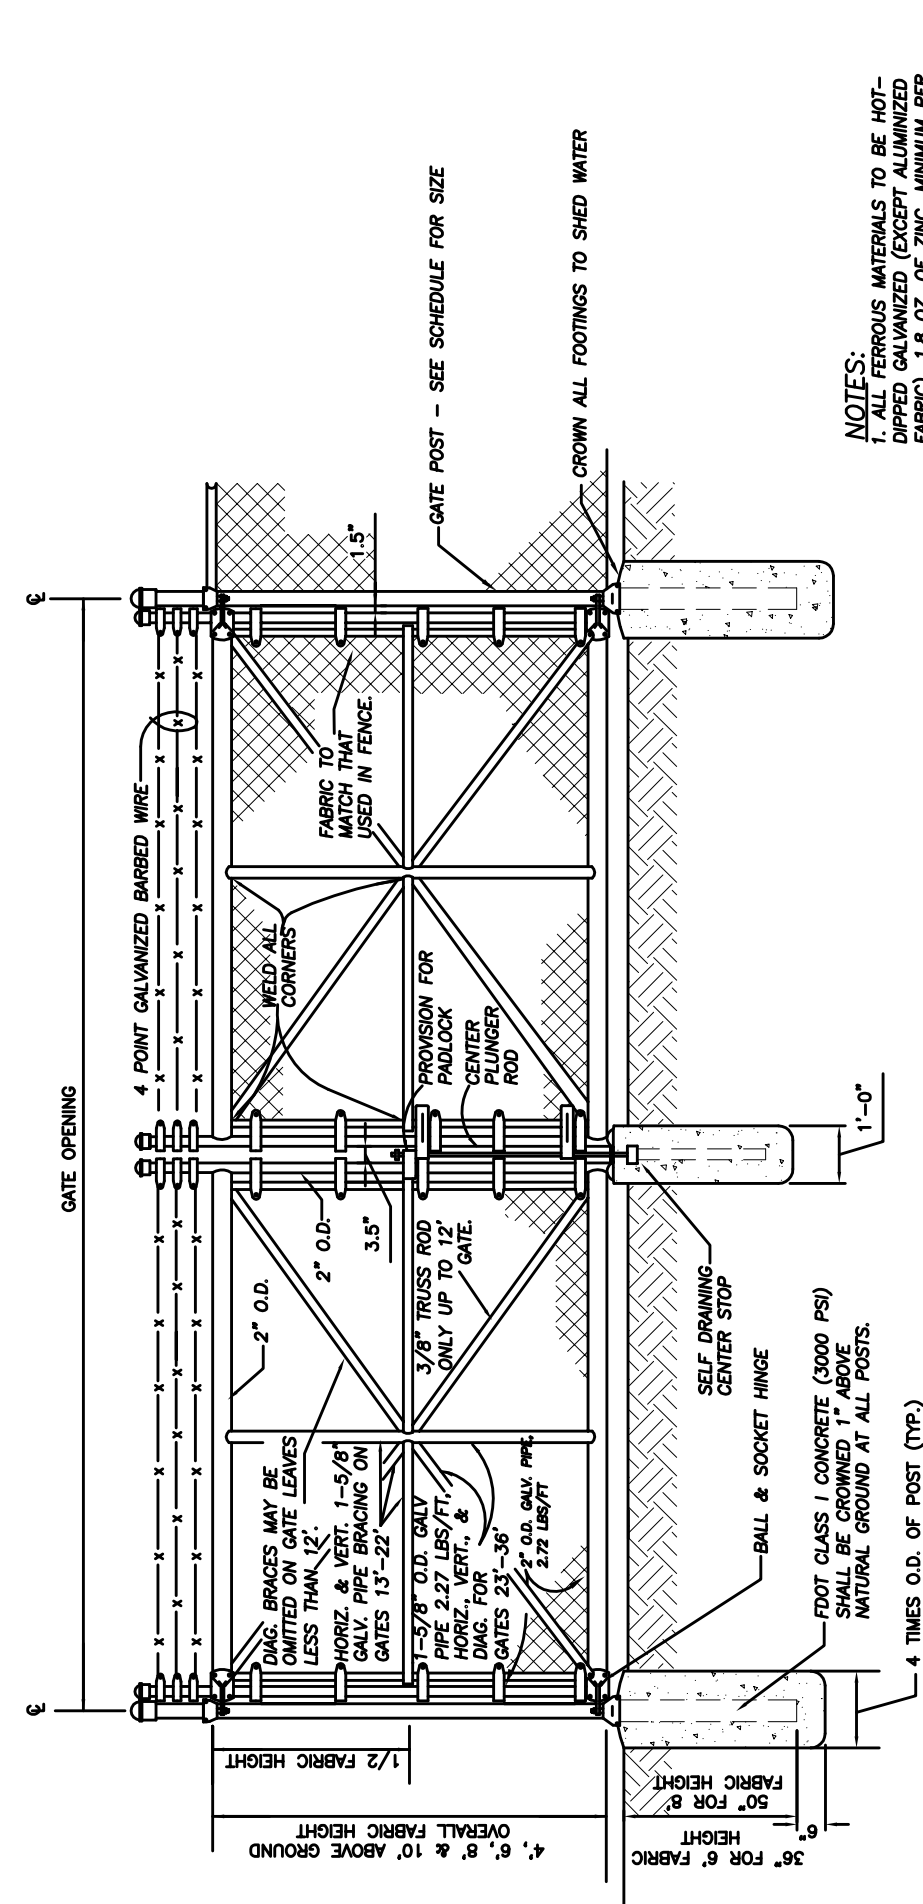 GATE OPENING
℄
℄
4 POINT GALVANIZED BARBED WIRE
2" O.D.
2" O.D.
3.5"
1.5"
WELD ALL
CORNERS
FABRIC TO
MATCH THAT
USED IN FENCE.
PROVISION FOR
PADLOCK
CENTER
PLUNGER
ROD
GATE POST - SEE SCHEDULE FOR SIZE
CROWN ALL FOOTINGS TO SHED WATER
DIAG. BRACES MAY BE
OMITTED ON GATE LEAVES
LESS THAN 12'.
HORIZ. & VERT. 1-5/8"
GALV. PIPE BRACING ON
GATES 13'-22'
1-5/8" O.D. GALV
PIPE 2.27 LBS/FT,
HORIZ., VERT., &
DIAG. FOR
GATES 23'-36'
2" O.D. GALV. PIPE,
2.72 LBS/FT
3/8" TRUSS ROD
ONLY UP TO 12'
GATE.
1/2 FABRIC HEIGHT
4', 6', 8' & 10' ABOVE GROUND
OVERALL FABRIC HEIGHT
50" FOR 8'
FABRIC HEIGHT
36" FOR 6' FABRIC
HEIGHT
6"
SELF DRAINING
CENTER STOP
1'-0"
BALL & SOCKET HINGE
FDOT CLASS I CONCRETE (3000 PSI)
SHALL BE CROWNED 1" ABOVE
NATURAL GROUND AT ALL POSTS.
4 TIMES O.D. OF POST (TYP.)
NOTES:
1. ALL FERROUS MATERIALS TO BE HOT-
DIPPED GALVANIZED (EXCEPT ALUMINIZED
FABRIC) 1.8 OZ. OF ZINC MINIMUM PER